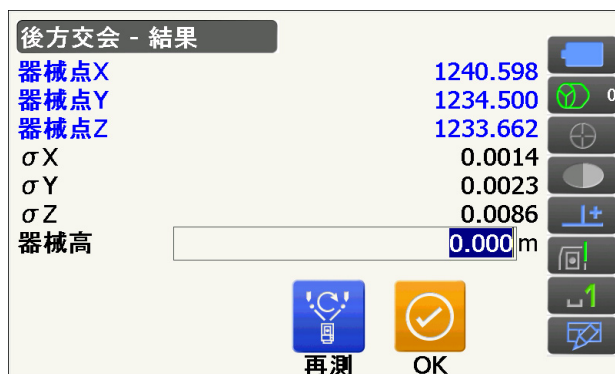 後方交会 - 結果
器械点X 1240.598
器械点Y 1234.500
器械点Z 1233.662
σX 0.0014
σY 0.0023
σZ 0.0086
器械高 0.000 m
再測 OK
0
1